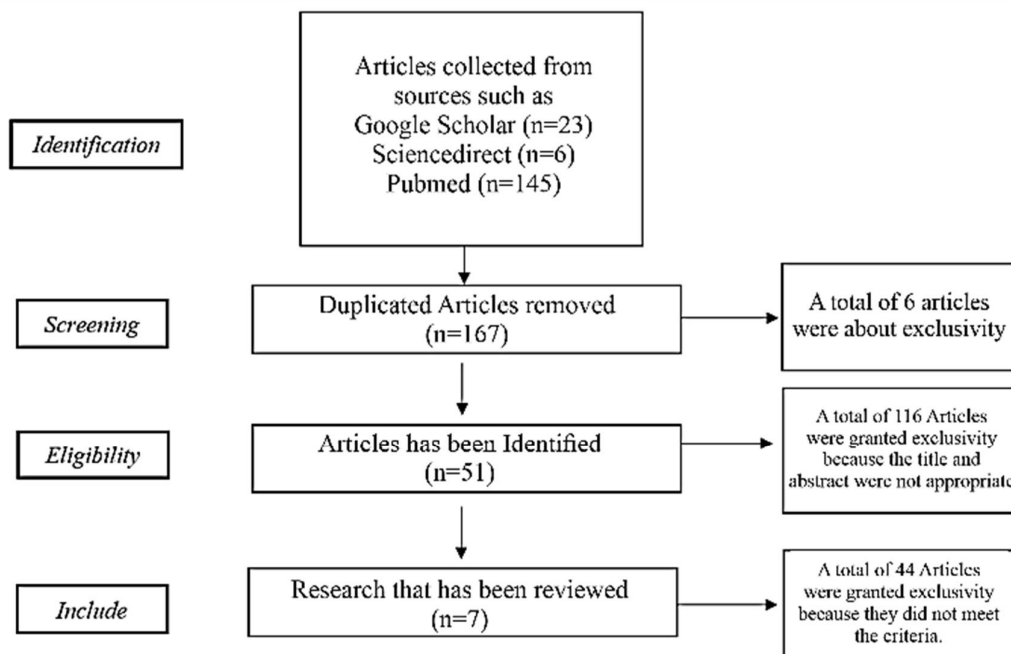 Identification
Articles collected from
sources such as
Google Scholar (n=23)
Sciencedirect (n=6)
Pubmed (n=145)
Screening
Duplicated Articles removed
(n=167)
A total of 6 articles
were about exclusivity
Eligibility
Articles has been Identified
(n=51)
A total of 116 Articles
were granted exclusivity
because the title and
abstract were not appropriate
Include
Research that has been reviewed
(n=7)
A total of 44 Articles
were granted exclusivity
because they did not meet
the criteria.